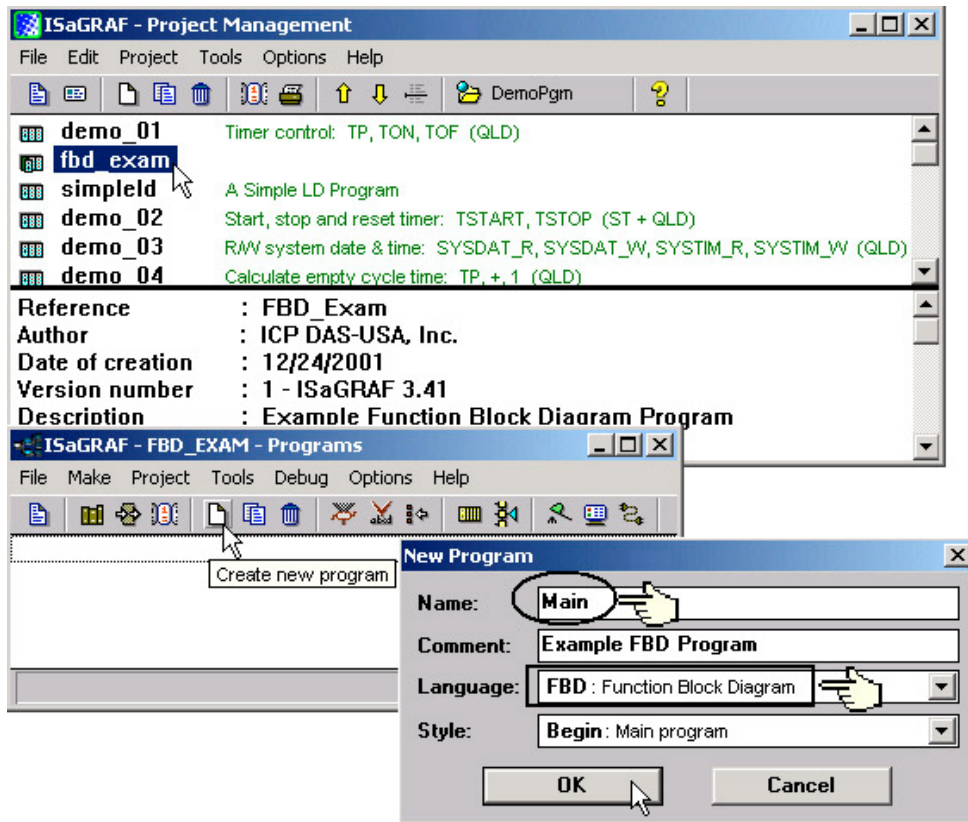 ISaGRAF - Project Management
File Edit Project Tools Options Help
DemoPgm
demo_01 Timer control: TP, TON, TOF (QLD)
fbd_exam
simpleld A Simple LD Program
demo_02 Start, stop and reset timer: TSTART, TSTOP (ST + QLD)
demo_03 R/W system date & time: SYSDAT_R, SYSDAT_W, SYSTIM_R, SYSTIM_W (QLD)
demo_04 Calculate empty cycle time: TP, +, 1 (QLD)
Reference : FBD_Exam
Author : ICP DAS-USA, Inc.
Date of creation : 12/24/2001
Version number : 1 - ISaGRAF 3.41
Description : Example Function Block Diagram Program
ISaGRAF - FBD_EXAM - Programs
File Make Project Tools Debug Options Help
Create new program
New Program
Name: Main
Comment: Example FBD Program
Language: FBD : Function Block Diagram
Style: Begin : Main program
OK Cancel